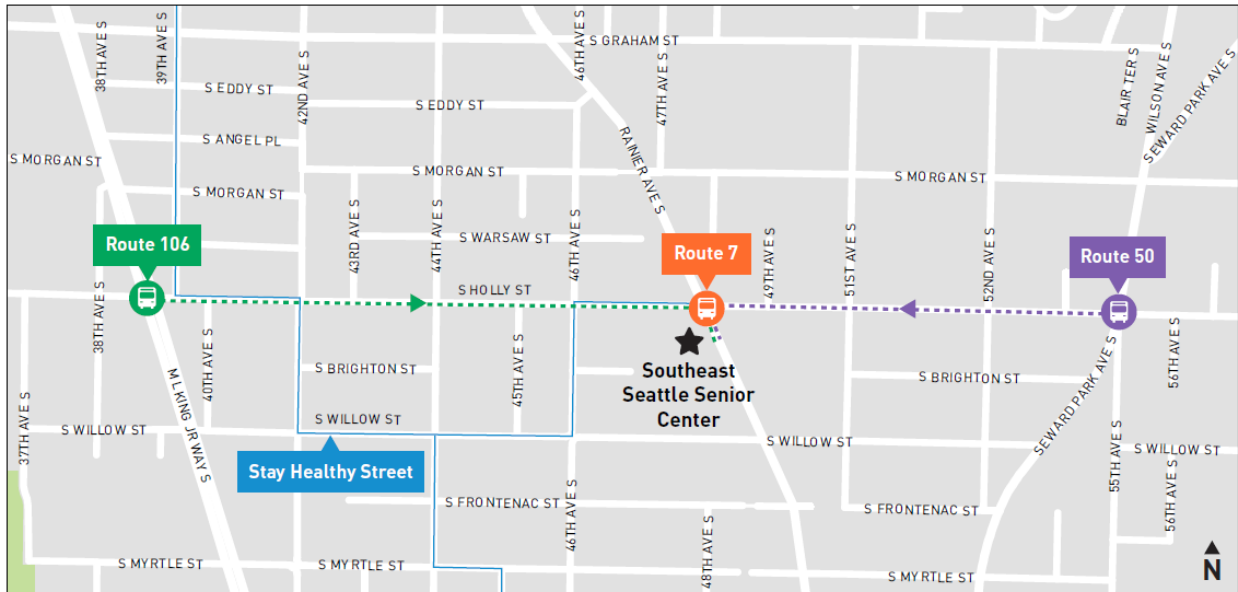 38TH AVE S
39TH AVE S
42ND AVE S
46TH AVE S
S GRAHAM ST
47TH AVE S
51ST AVE S
52ND AVE S
BLAIR TER S
WILSON AVE S
SEWARD PARK AVE S
S EDDY ST
S EDDY ST
RAINIER AVE S
S ANGEL PL
S MORGAN ST
S MORGAN ST
S MORGAN ST
S MORGAN ST
43RD AVE S
44TH AVE S
46TH AVE S
S WARSAW ST
Route 106
Route 7
Route 50
49TH AVE S
S HOLLY ST
38TH AVE S
40TH AVE S
M L KING JR WAY S
S BRIGHTON ST
45TH AVE S
Southeast
Seattle Senior
Center
S BRIGHTON ST
SEWARD PARK AVE S
56TH AVE S
37TH AVE S
S WILLOW ST
S WILLOW ST
S WILLOW ST
S WILLOW ST
55TH AVE S
56TH AVE S
Stay Healthy Street
S FRONTENAC ST
S FRONTENAC ST
46TH AVE S
48TH AVE S
S MYRTLE ST
S MYRTLE ST
S MYRTLE ST
N